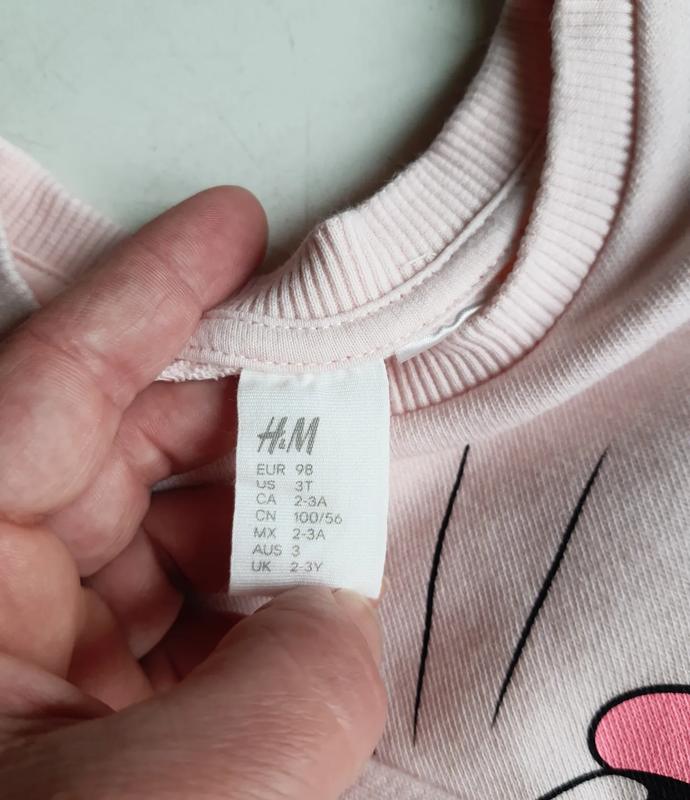 H&M
EUR 98
US 3T
CA 2-3A
CN 100/56
MX 2-3A
AUS 3
UK 2-3Y